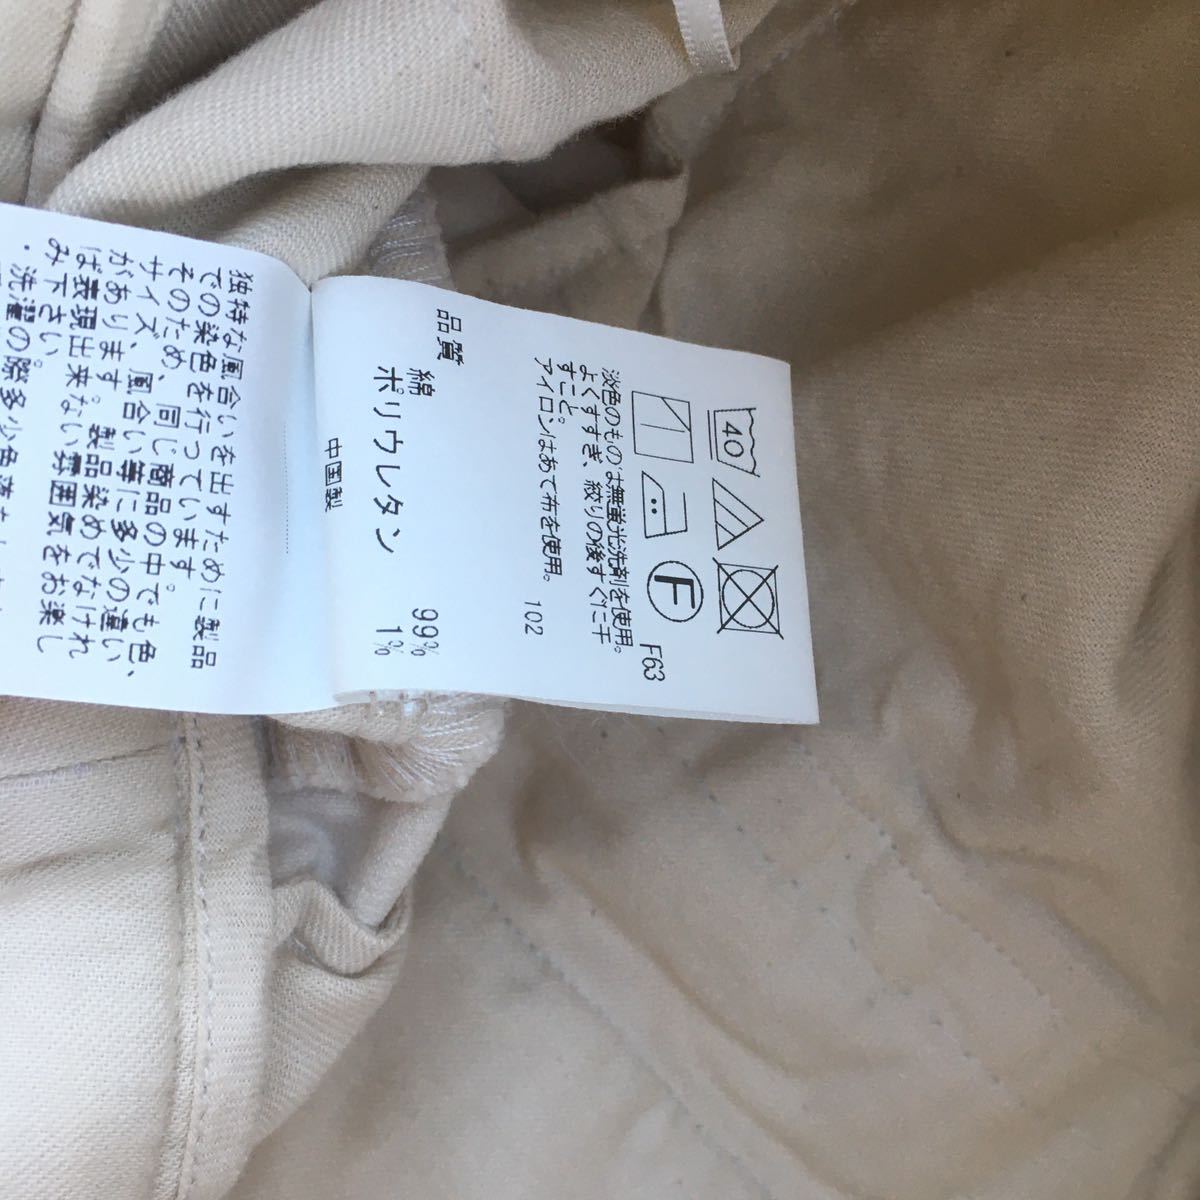 40
F
F63
淡色のものは無蛍光洗剤を使用。
よくすすぎ、絞りの後すぐに干
すこと。
アイロンはあて布を使用。
102
品質
綿 99%
ポリウレタン 1%
中国製
独特な風合いを出すために製品
での染色を行っています。
そのため、同じ商品の中でも色、
サイズ、風合い等に多少の違い
があります。製品染めでなけれ
ば表現出来ない雰囲気をお楽し
み下さい。
・洗濯の際多少色落ち